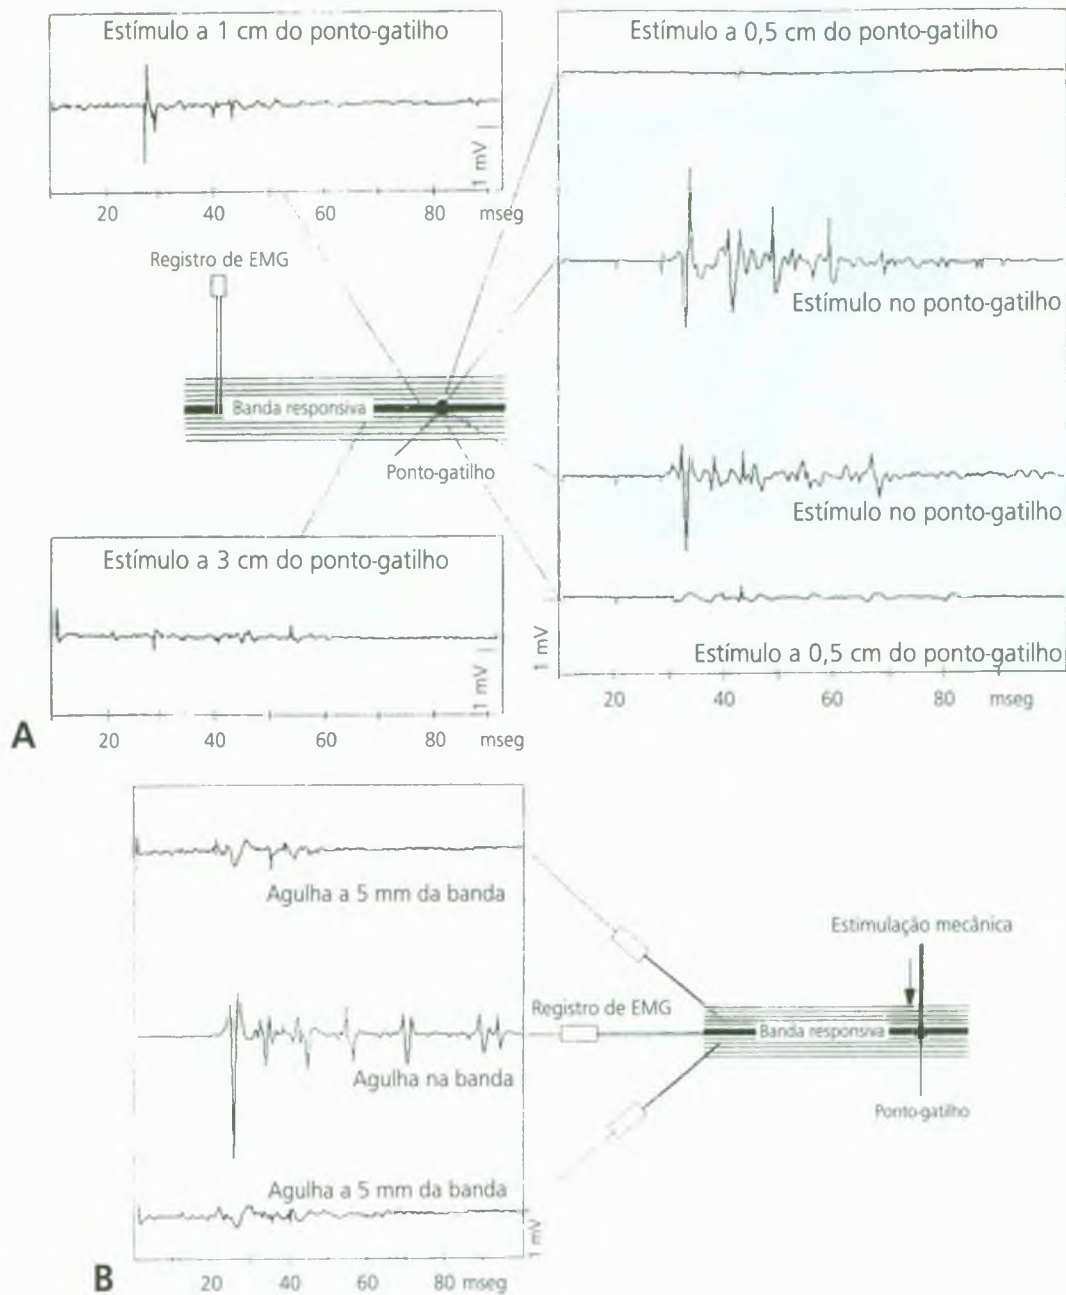 Estímulo a 1 cm do ponto-gatilho
1 mV
20 40 60 80 mseg
Registro de EMG
Banda responsiva
Ponto-gatilho
Estímulo a 3 cm do ponto-gatilho
1 mV
20 40 60 80 mseg
A
Estímulo a 0,5 cm do ponto-gatilho
Estímulo no ponto-gatilho
Estímulo no ponto-gatilho
1 mV
Estímulo a 0,5 cm do ponto-gatilho
20 40 60 80 mseg
Agulha a 5 mm da banda
Agulha na banda
Agulha a 5 mm da banda
1 mV
20 40 60 80 mseg
B
Registro de EMG
Estimulação mecânica
Banda responsiva
Ponto-gatilho